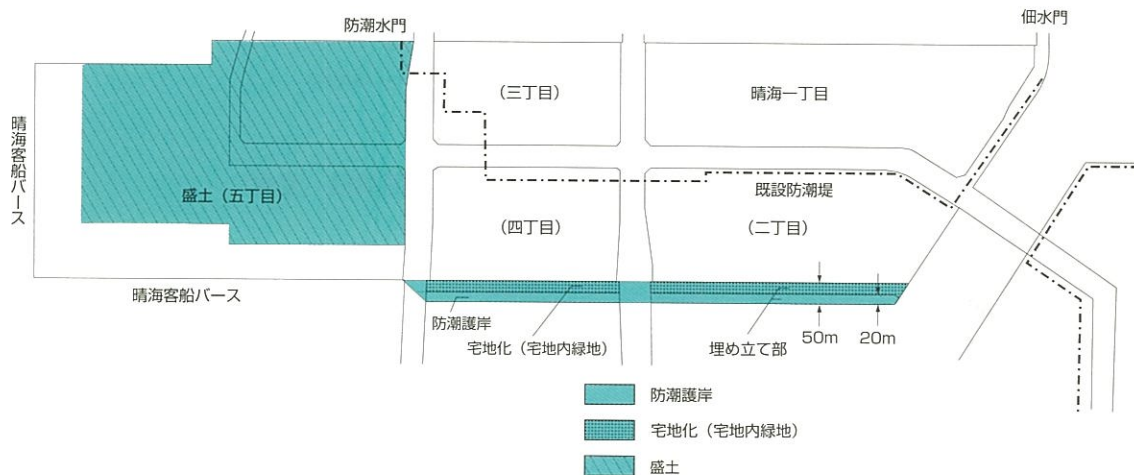 防潮水門
佃水門
(三丁目)
晴海一丁目
晴海客船バース
盛土(五丁目)
既設防潮堤
(四丁目)
(二丁目)
晴海客船バース
防潮護岸
宅地化(宅地内緑地)
埋め立て部
50m
20m
防潮護岸
宅地化(宅地内緑地)
盛土